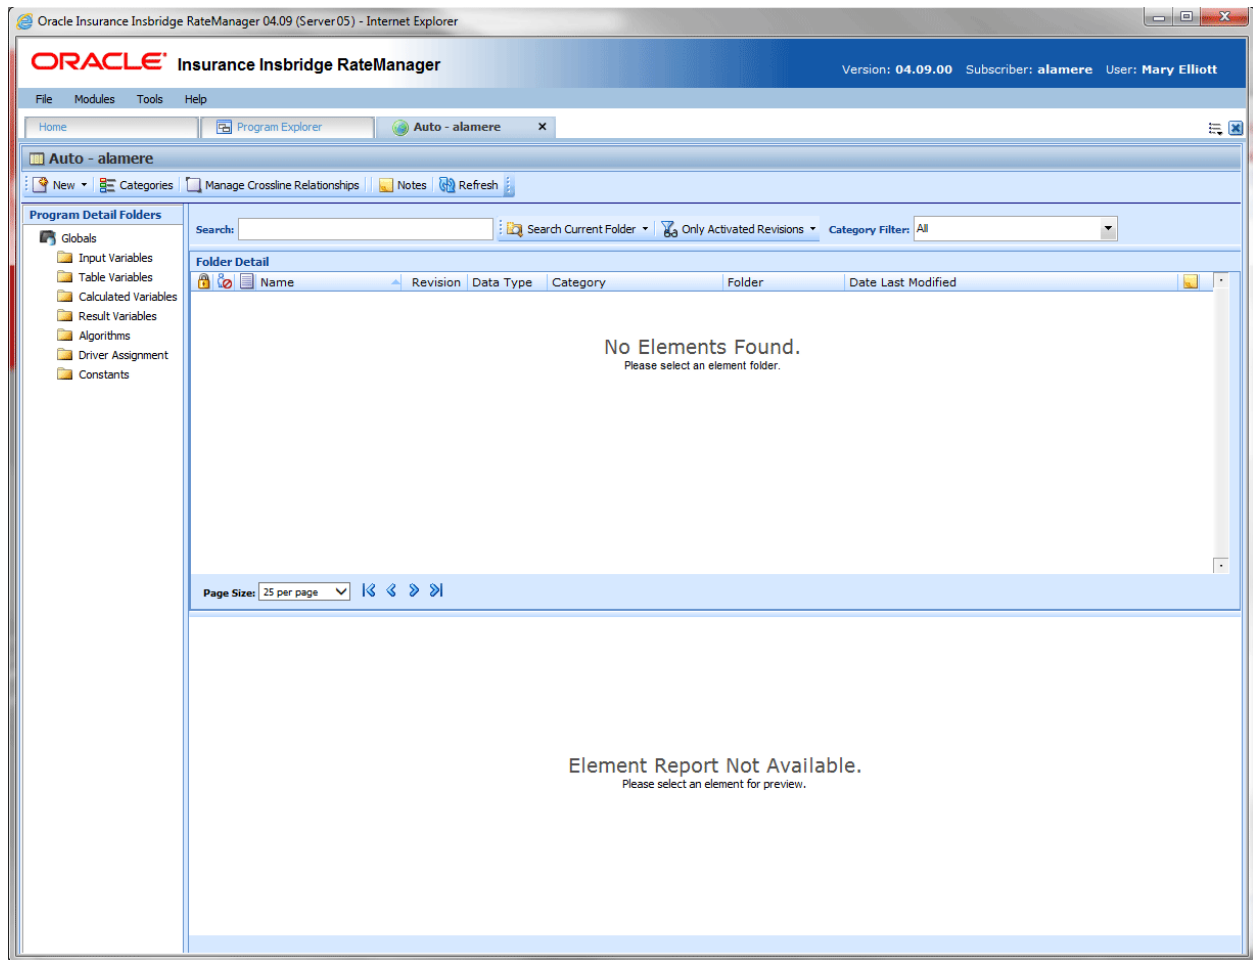 Oracle Insurance Insbridge RateManager 04.09 (Server05) - Internet Explorer
ORACLE Insurance Insbridge RateManager
Version: 04.09.00 Subscriber: alamere User: Mary Elliott
File Modules Tools Help
Home Program Explorer Auto - alamere
Auto - alamere
New Categories Manage Crossline Relationships Notes Refresh
Program Detail Folders
Globals
Input Variables
Table Variables
Calculated Variables
Result Variables
Algorithms
Driver Assignment
Constants
Search: Search Current Folder Only Activated Revisions Category Filter: All
Folder Detail
Name Revision Data Type Category Folder Date Last Modified
No Elements Found.
Please select an element folder.
Page Size: 25 per page
Element Report Not Available.
Please select an element for preview.